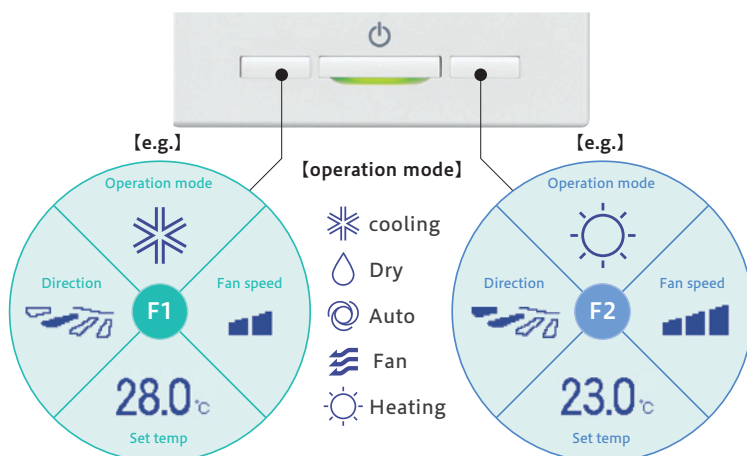 【e.g.】
【e.g.】
【operation mode】
Operation mode
Direction
Fan speed
F1
28.0℃
Set temp
cooling
Dry
Auto
Fan
Heating
Operation mode
Direction
Fan speed
F2
23.0℃
Set temp